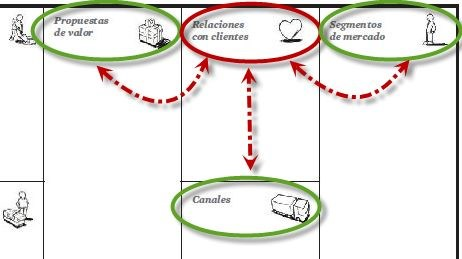 Propuestas
de valor
Relaciones
con clientes
Segmentos
de mercado
Canales